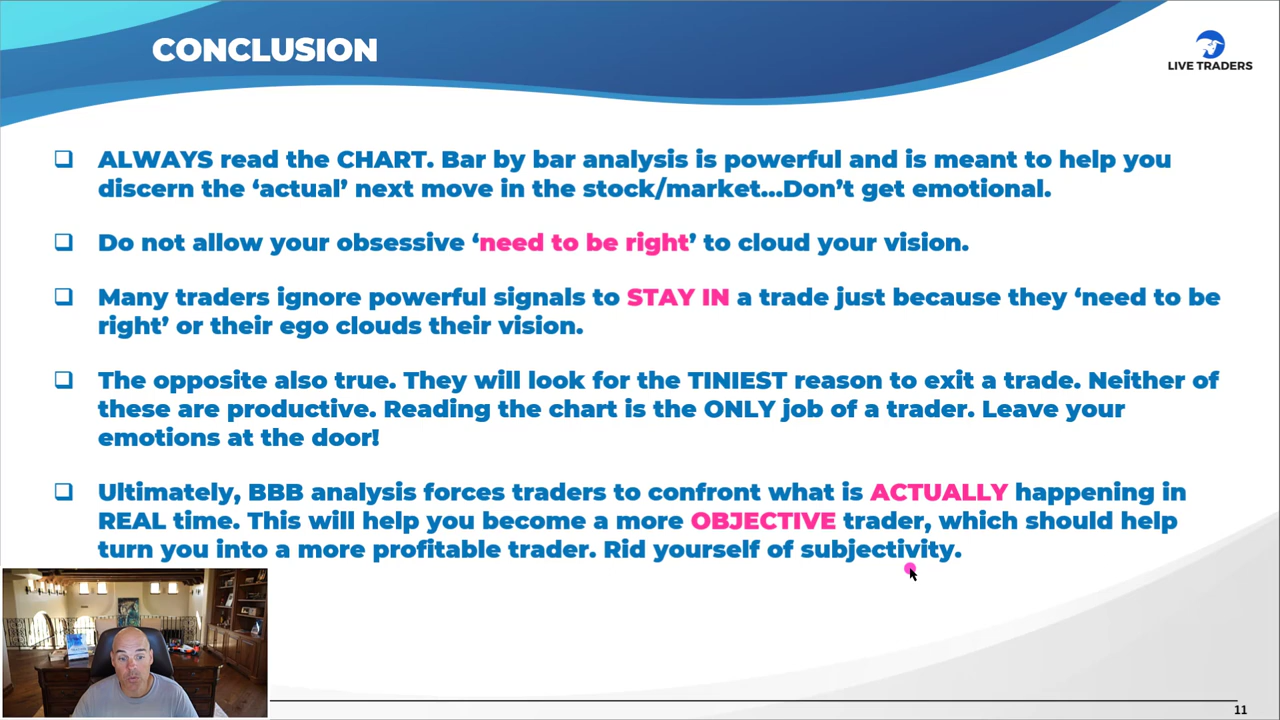 CONCLUSION
LIVE TRADERS
ALWAYS read the CHART. Bar by bar analysis is powerful and is meant to help you
discern the ‘actual’ next move in the stock/market...Don’t get emotional.
Do not allow your obsessive ‘need to be right’ to cloud your vision.
Many traders ignore powerful signals to STAY IN a trade just because they ‘need to be
right’ or their ego clouds their vision.
The opposite also true. They will look for the TINIEST reason to exit a trade. Neither of
these are productive. Reading the chart is the ONLY job of a trader. Leave your
emotions at the door!
Ultimately, BBB analysis forces traders to confront what is ACTUALLY happening in
REAL time. This will help you become a more OBJECTIVE trader, which should help
turn you into a more profitable trader. Rid yourself of subjectivity.
11